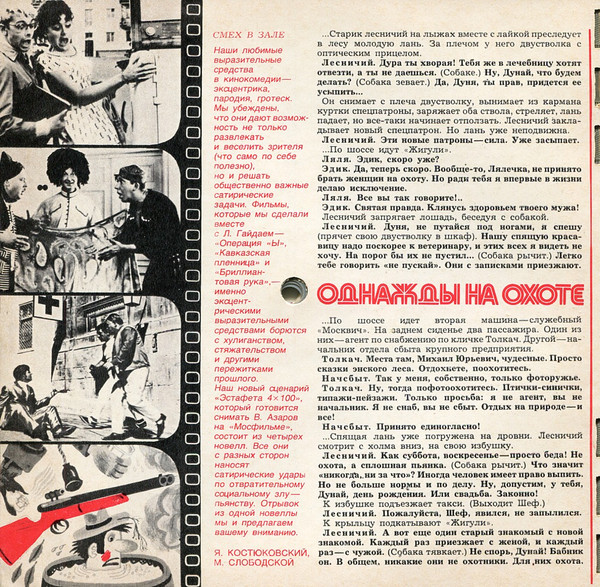 СМЕХ В ЗАЛЕ
Наши любимые
выразительные
средства
в кинокомедии—
эксцентрика,
пародия, гротеск.
Мы убеждены,
что они дают возмож-
ность не только
развлекать
и веселить зрителя
(что само по себе
полезно),
но и решать
общественно важные
сатирические
задачи. Фильмы,
которые мы сделали
вместе
с Л. Гайдаем—
«Операция «Ы»,
«Кавказская
пленница» и
«Бриллиан-
товая рука»,—
именно
эксцент-
рическими
выразительными
средствами борются
с хулиганством,
стяжательством
и другими
пережитками
прошлого.
Наш новый сценарий
«Эстафета 4×100»,
который готовится
снимать В. Азаров
на «Мосфильме»,
состоит из четырех
новелл. Все они
с разных сторон
наносят
сатирические удары
по отвратительному
социальному злу—
пьянству. Отрывок
из одной новеллы
мы и предлагаем
вашему вниманию.
Я. КОСТЮКОВСКИЙ,
М. СЛОБОДСКОЙ
...Старик лесничий на лыжах вместе с лайкой преследует
в лесу молодую лань. За плечом у него двустволка с
оптическим прицелом.
Лесничий. Дура ты хворая! Тебя же в лечебницу хотят
отвезти, а ты не даешься. (Собаке.) Ну, Дунай, что будем
делать? (Собака зевает.) Да, Дуня, ты прав, придется ее
усыпить...
Он снимает с плеча двустволку, вынимает из кармана
куртки спецпатроны, заряжает оба ствола, стреляет, лань
падает, но все-таки начинает отползать. Лесничий закла-
дывает новый спецпатрон. Но лань уже неподвижна.
Лесничий. Эти новые патроны—сила. Уже засыпает.
...По шоссе идут «Жигули».
Ляля. Эдик, скоро уже?
Эдик. Да, теперь скоро. Вообще-то, Лялечка, не принято
брать женщин на охоту. Но ради тебя я впервые в жизни
делаю исключение.
Ляля. Все вы так говорите!..
Эдик. Святая правда. Клянусь здоровьем твоего мужа!
Лесничий запрягает лошадь, беседуя с собакой.
Лесничий. Дуня, не путайся под ногами, я спешу
(прячет свою двустволку в шкаф). Нашу спящую краса-
вицу надо поскорее к ветеринару, и этих всех я видеть не
хочу. На порог бы их не пустил... (Собака рычит.) Легко
тебе говорить «не пускай». Они с записками приезжают.
ОДНАЖДЫ НА ОХОТЕ
...По шоссе идет вторая машина—служебный
«Москвич». На заднем сиденье два пассажира. Один из
них—агент по снабжению по кличке Толкач. Другой—на-
чальник отдела сбыта крупного предприятия.
Толкач. Места там, Михаил Юрьевич, чудесные. Просто
сказки энского леса. Отдохнете, поохотитесь.
Начсбыт. Так у меня, собственно, только фоторужье.
Толкач. Ну, тогда пофотоохотитесь. Птички-синички,
типажи-пейзажи. Только просьба: я не агент, вы не
начальник. Я не снаб, вы не сбыт. Отдых на природе—и
все!
Начсбыт. Принято единогласно!
...Спящая лань уже погружена на дровни. Лесничий
смотрит с холма вниз, на свою избушку.
Лесничий. Как суббота, воскресенье—просто беда! Не
охота, а сплошная пьянка. (Собака рычит.) Что значит
«никогда, ни за что»? Иногда человек имеет право выпить.
Но не больше нормы и по делу. Ну, допустим, у тебя,
Дунай, день рождения. Или свадьба. Законно!
К избушке подъезжает такси. (Выходит Шеф.)
Лесничий. Пожалуйста, Шеф, явился, не запылился.
К крыльцу подкатывают «Жигули».
Лесничий. А вот еще один старый знакомый с новой
знакомой. Каждый раз приезжает с женой, и каждый
раз—с чужой. (Собака тявкает.) Не спорь, Дунай! Бабник
он. В общем, никакие они не охотники. Для них охота.